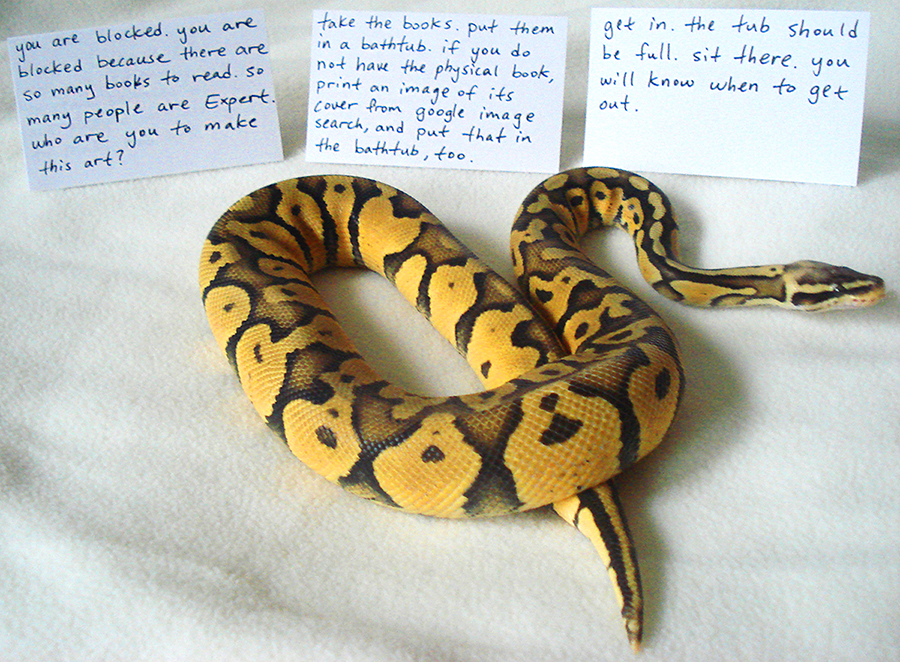 you are blocked. you are
blocked because there are
so many books to read. so
many people are Expert.
who are you to make
this art?
take the books. put them
in a bathtub. if you do
not have the physical book,
print an image of its
cover from google image
search, and put that in
the bathtub, too.
get in. the tub should
be full. sit there. you
will know when to get
out.